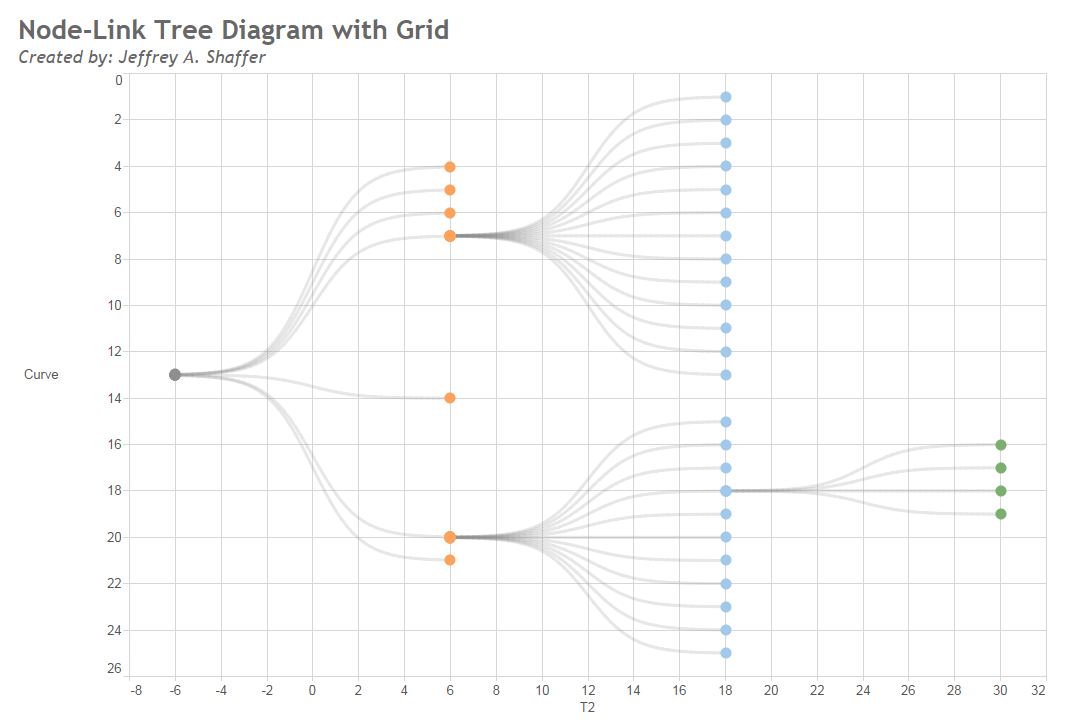 Node-Link Tree Diagram with Grid
Created by: Jeffrey A. Shaffer
0
2
4
6
8
10
12
Curve
14
16
18
20
22
24
26
-8 -6 -4 -2 0 2 4 6 8 10 12 14 16 18 20 22 24 26 28 30 32
T2